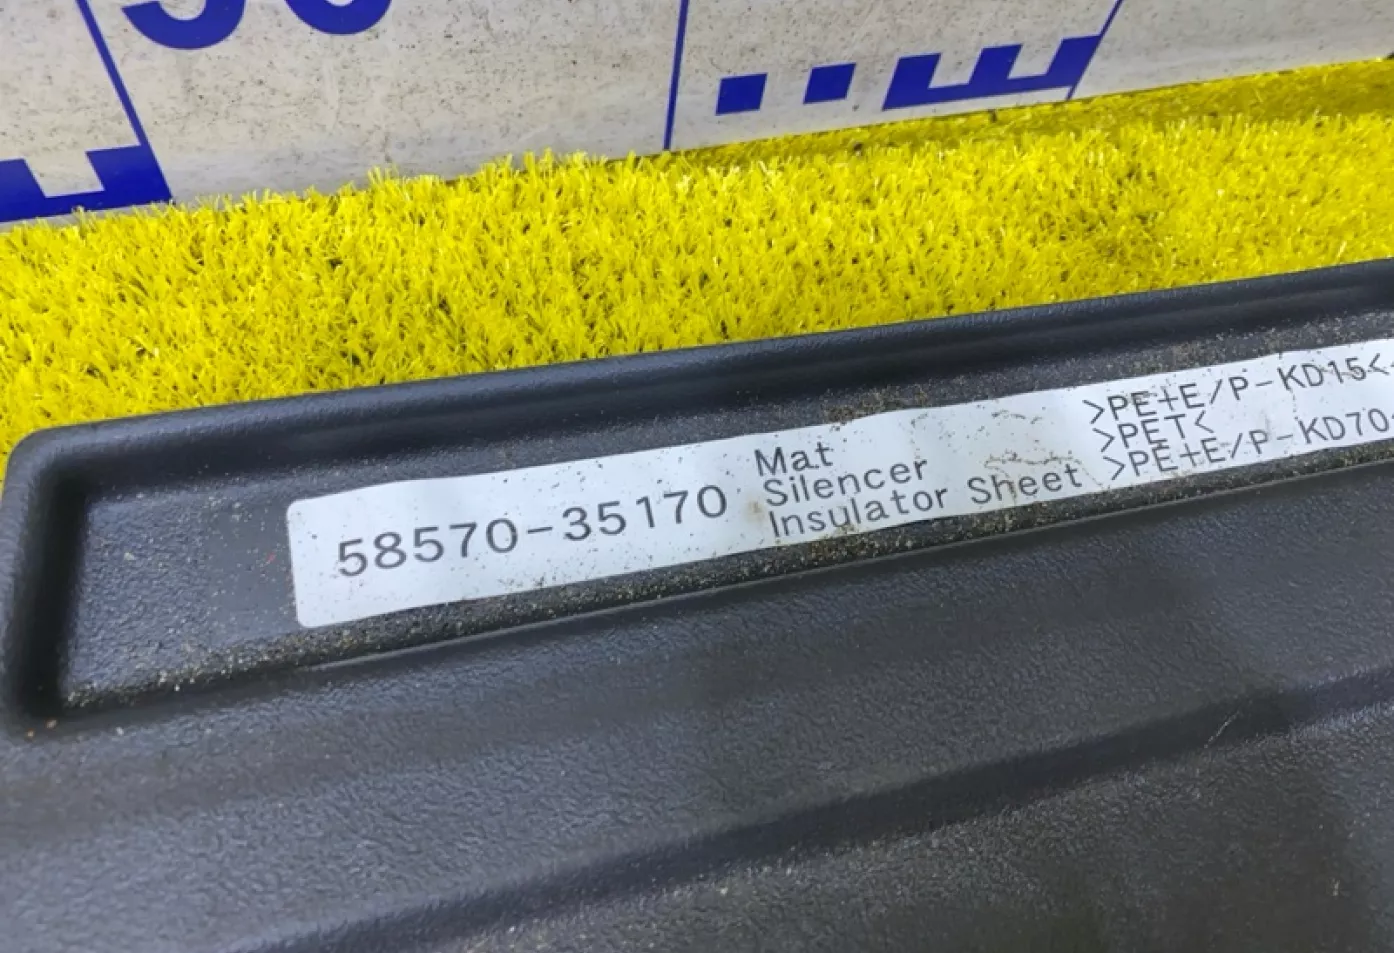 58570-35170
Mat >PE+E/P-KD15<
Silencer >PET<
Insulator Sheet >PE+E/P-KD70